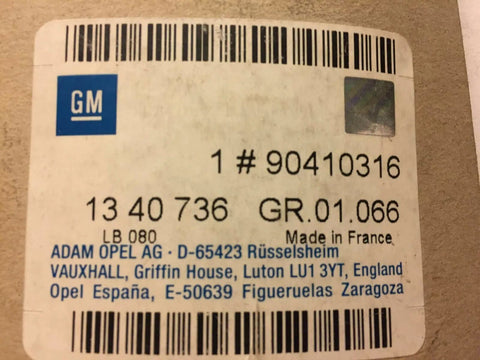 GM
1 # 90410316
13 40 736 GR.01.066
LB 080 Made in France
ADAM OPEL AG · D-65423 Rüsselsheim
VAUXHALL, Griffin House, Luton LU1 3YT, England
Opel España, E-50639 Figueruelas Zaragoza